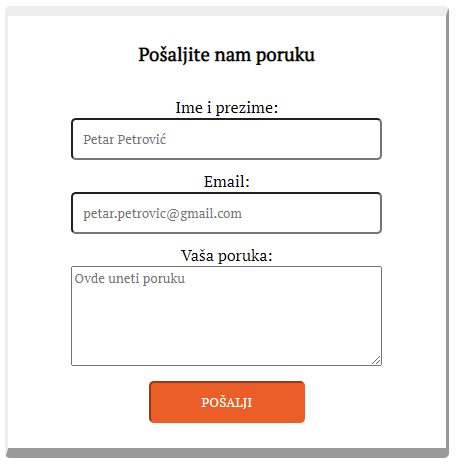 Pošaljite nam poruku
Ime i prezime:
Petar Petrović
Email:
petar.petrovic@gmail.com
Vaša poruka:
Ovde uneti poruku
POŠALJI